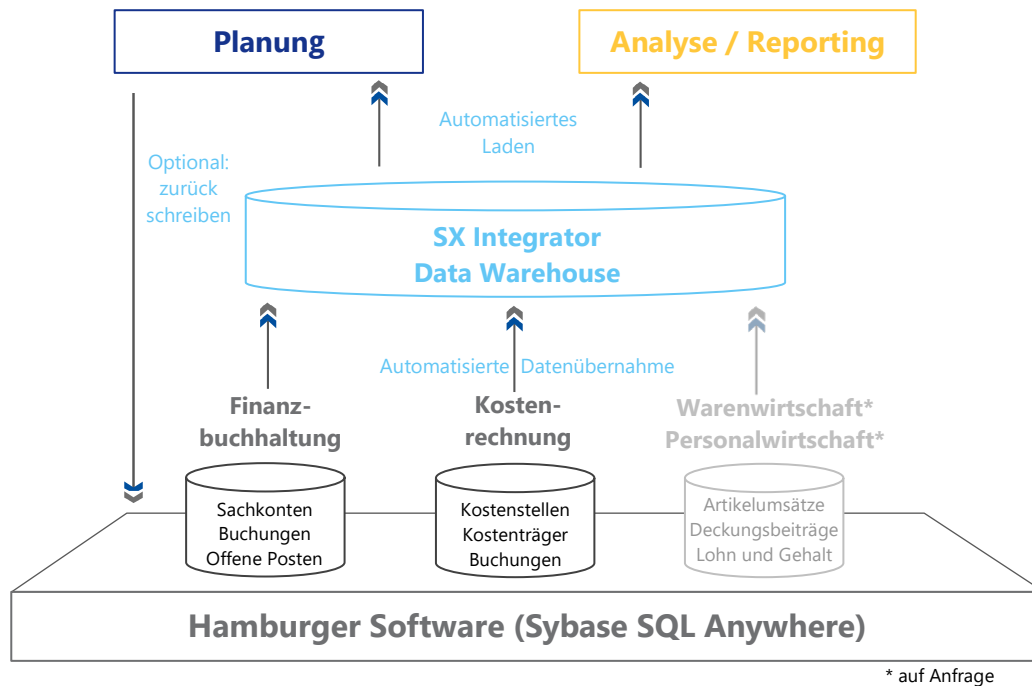 Planung
Analyse / Reporting
Automatisiertes
Laden
Optional:
zurück
schreiben
SX Integrator
Data Warehouse
Automatisierte Datenübernahme
Finanz-
buchhaltung
Kosten-
rechnung
Warenwirtschaft*
Personalwirtschaft*
Sachkonten
Buchungen
Offene Posten
Kostenstellen
Kostenträger
Buchungen
Artikelumsätze
Deckungsbeiträge
Lohn und Gehalt
Hamburger Software (Sybase SQL Anywhere)
* auf Anfrage